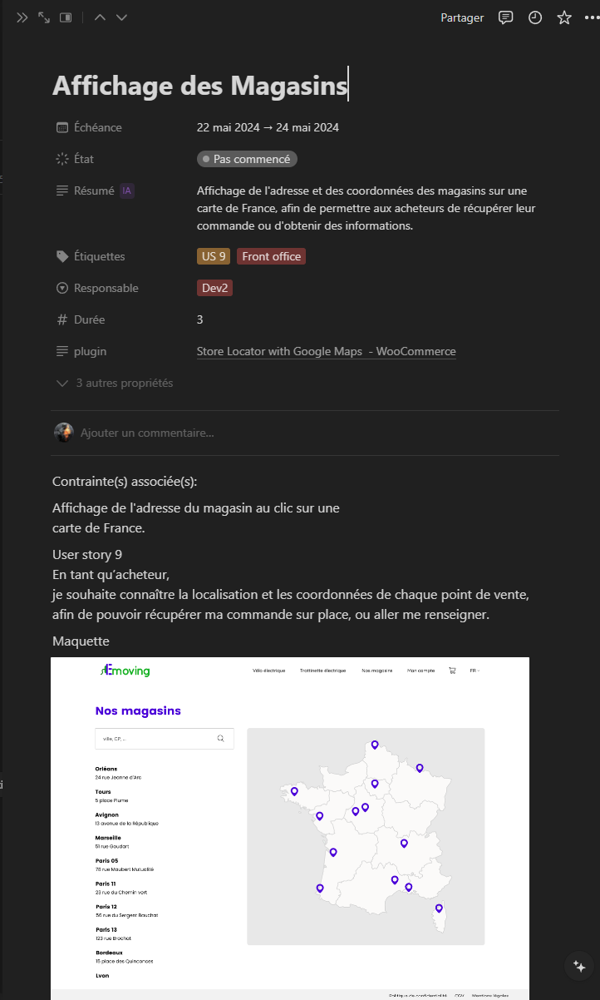 Partager
Affichage des Magasins
Échéance
22 mai 2024 → 24 mai 2024
État
Pas commencé
Résumé IA
Affichage de l'adresse et des coordonnées des magasins sur une
carte de France, afin de permettre aux acheteurs de récupérer leur
commande ou d'obtenir des informations.
Étiquettes
US 9 Front office
Responsable
Dev2
Durée
3
plugin
Store Locator with Google Maps - WooCommerce
3 autres propriétés
Ajouter un commentaire...
Contrainte(s) associée(s):
Affichage de l'adresse du magasin au clic sur une
carte de France.
User story 9
En tant qu’acheteur,
je souhaite connaître la localisation et les coordonnées de chaque point de vente,
afin de pouvoir récupérer ma commande sur place, ou aller me renseigner.
Maquette
Emoving
Vélo électrique Trottinette électrique Nos magasins Mon compte FR
Nos magasins
ville, CP, ...
Orléans
24 rue Jeanne d'Arc
Tours
5 place Plume
Avignon
13 avenue de la République
Marseille
51 rue Goudart
Paris 05
78 rue Maubert Mutualité
Paris 11
23 rue du Chemin vert
Paris 12
56 rue du Sergent Bauchat
Paris 13
123 rue Brochot
Bordeaux
15 place des Quinconces
Lyon
Politique de confidentialité CGV Mentions légales